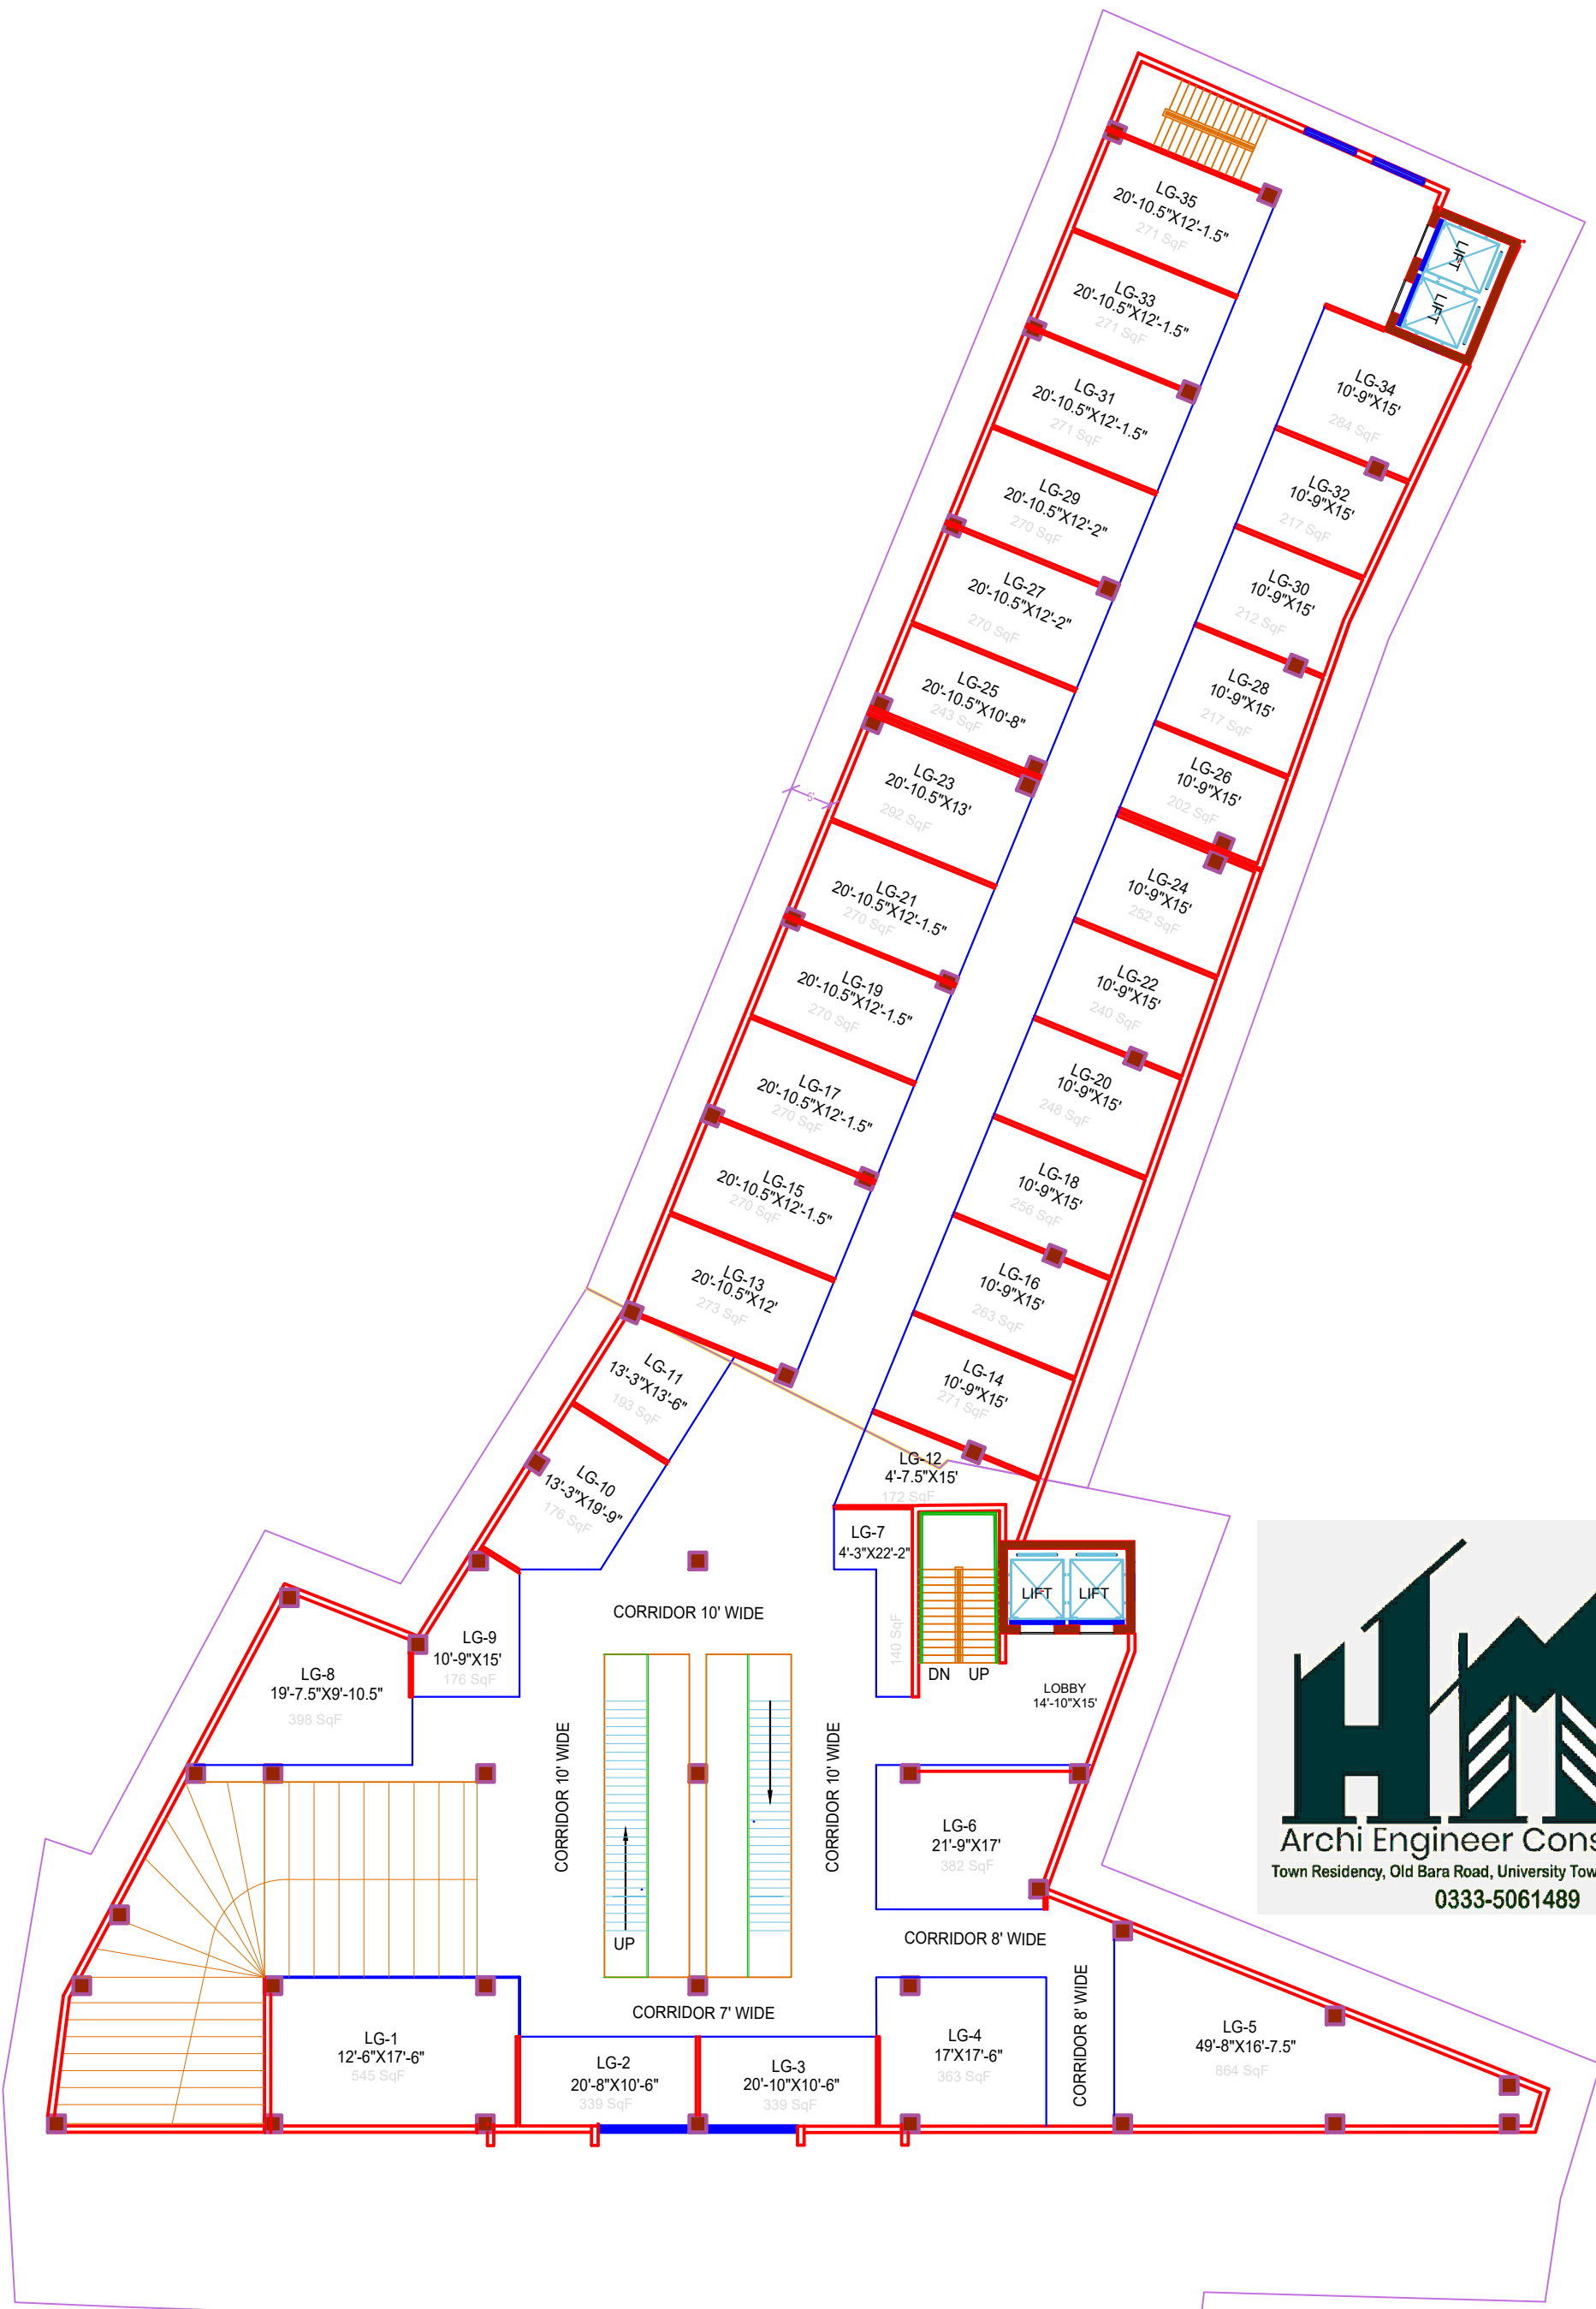 LG-35
20'-10.5"X12'-1.5"
271 SqF
LIFT
LIFT
LG-33
20'-10.5"X12'-1.5"
271 SqF
LG-34
10'-9"X15'
284 SqF
LG-31
20'-10.5"X12'-1.5"
271 SqF
LG-32
10'-9"X15'
217 SqF
LG-29
20'-10.5"X12'-2"
270 SqF
LG-30
10'-9"X15'
212 SqF
LG-27
20'-10.5"X12'-2"
270 SqF
LG-28
10'-9"X15'
217 SqF
LG-25
20'-10.5"X10'-8"
243 SqF
LG-26
10'-9"X15'
202 SqF
LG-23
20'-10.5"X13'
292 SqF
5'
LG-24
10'-9"X15'
252 SqF
LG-21
20'-10.5"X12'-1.5"
270 SqF
LG-22
10'-9"X15'
240 SqF
LG-19
20'-10.5"X12'-1.5"
270 SqF
LG-20
10'-9"X15'
248 SqF
LG-17
20'-10.5"X12'-1.5"
270 SqF
LG-18
10'-9"X15'
256 SqF
LG-15
20'-10.5"X12'-1.5"
270 SqF
LG-16
10'-9"X15'
263 SqF
LG-13
20'-10.5"X12'
273 SqF
LG-14
10'-9"X15'
271 SqF
LG-11
13'-3"X13'-6"
193 SqF
LG-12
4'-7.5"X15'
172 SqF
LG-10
13'-3"X19'-9"
176 SqF
LG-7
4'-3"X22'-2"
140 SqF
LIFT LIFT
DN UP
LOBBY
14'-10"X15'
CORRIDOR 10' WIDE
LG-9
10'-9"X15'
176 SqF
LG-8
19'-7.5"X9'-10.5"
398 SqF
CORRIDOR 10' WIDE
CORRIDOR 10' WIDE
UP
LG-6
21'-9"X17'
382 SqF
CORRIDOR 8' WIDE
CORRIDOR 7' WIDE
CORRIDOR 8' WIDE
LG-1
12'-6"X17'-6"
545 SqF
LG-2
20'-8"X10'-6"
339 SqF
LG-3
20'-10"X10'-6"
339 SqF
LG-4
17'X17'-6"
363 SqF
LG-5
49'-8"X16'-7.5"
864 SqF
Archi Engineer Cons
Town Residency, Old Bara Road, University Tow
0333-5061489